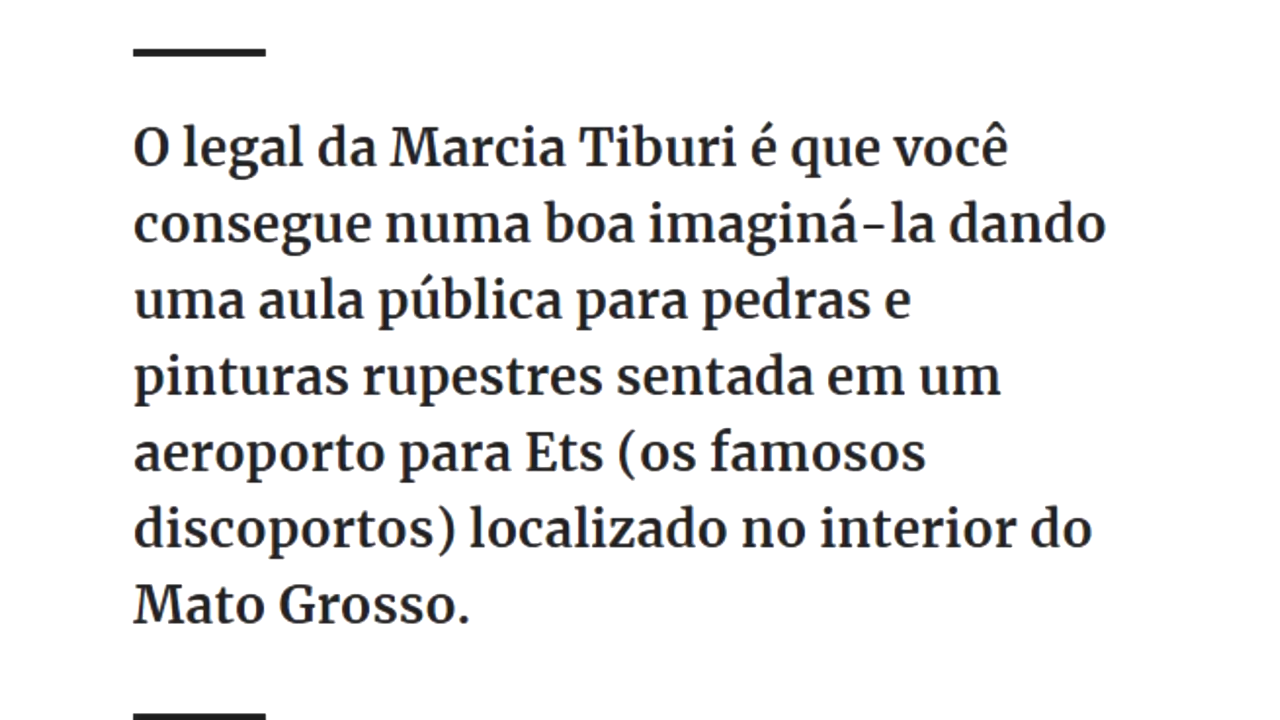 O legal da Marcia Tiburi é que você
consegue numa boa imaginá-la dando
uma aula pública para pedras e
pinturas rupestres sentada em um
aeroporto para Ets (os famosos
discoportos) localizado no interior do
Mato Grosso.